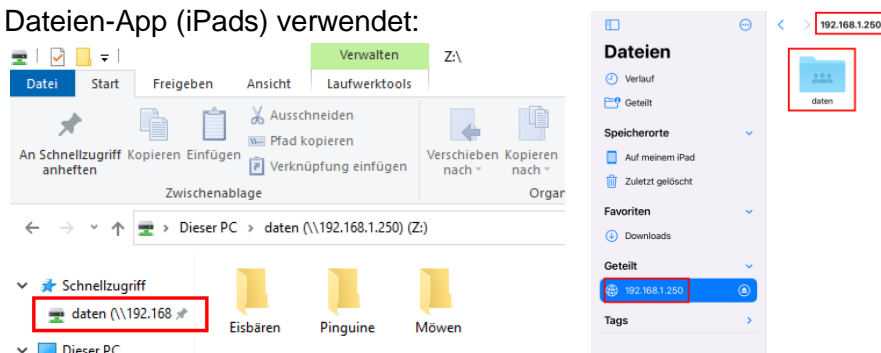 Dateien-App (iPads) verwendet:
Verwalten Z:\
Datei Start Freigeben Ansicht Laufwerktools
An Schnellzugriff anheften
Kopieren
Einfügen
Ausschneiden
Pfad kopieren
Verknüpfung einfügen
Verschieben nach
Kopieren nach
Zwischenablage
Organ
Dieser PC > daten (\\192.168.1.250) (Z:)
Schnellzugriff
daten (\\192.168
Dieser PC
Eisbären Pinguine Möwen
192.168.1.250
Dateien
Verlauf
Geteilt
Speicherorte
Auf meinem iPad
Zuletzt gelöscht
Favoriten
Downloads
Geteilt
192.168.1.250
Tags
daten